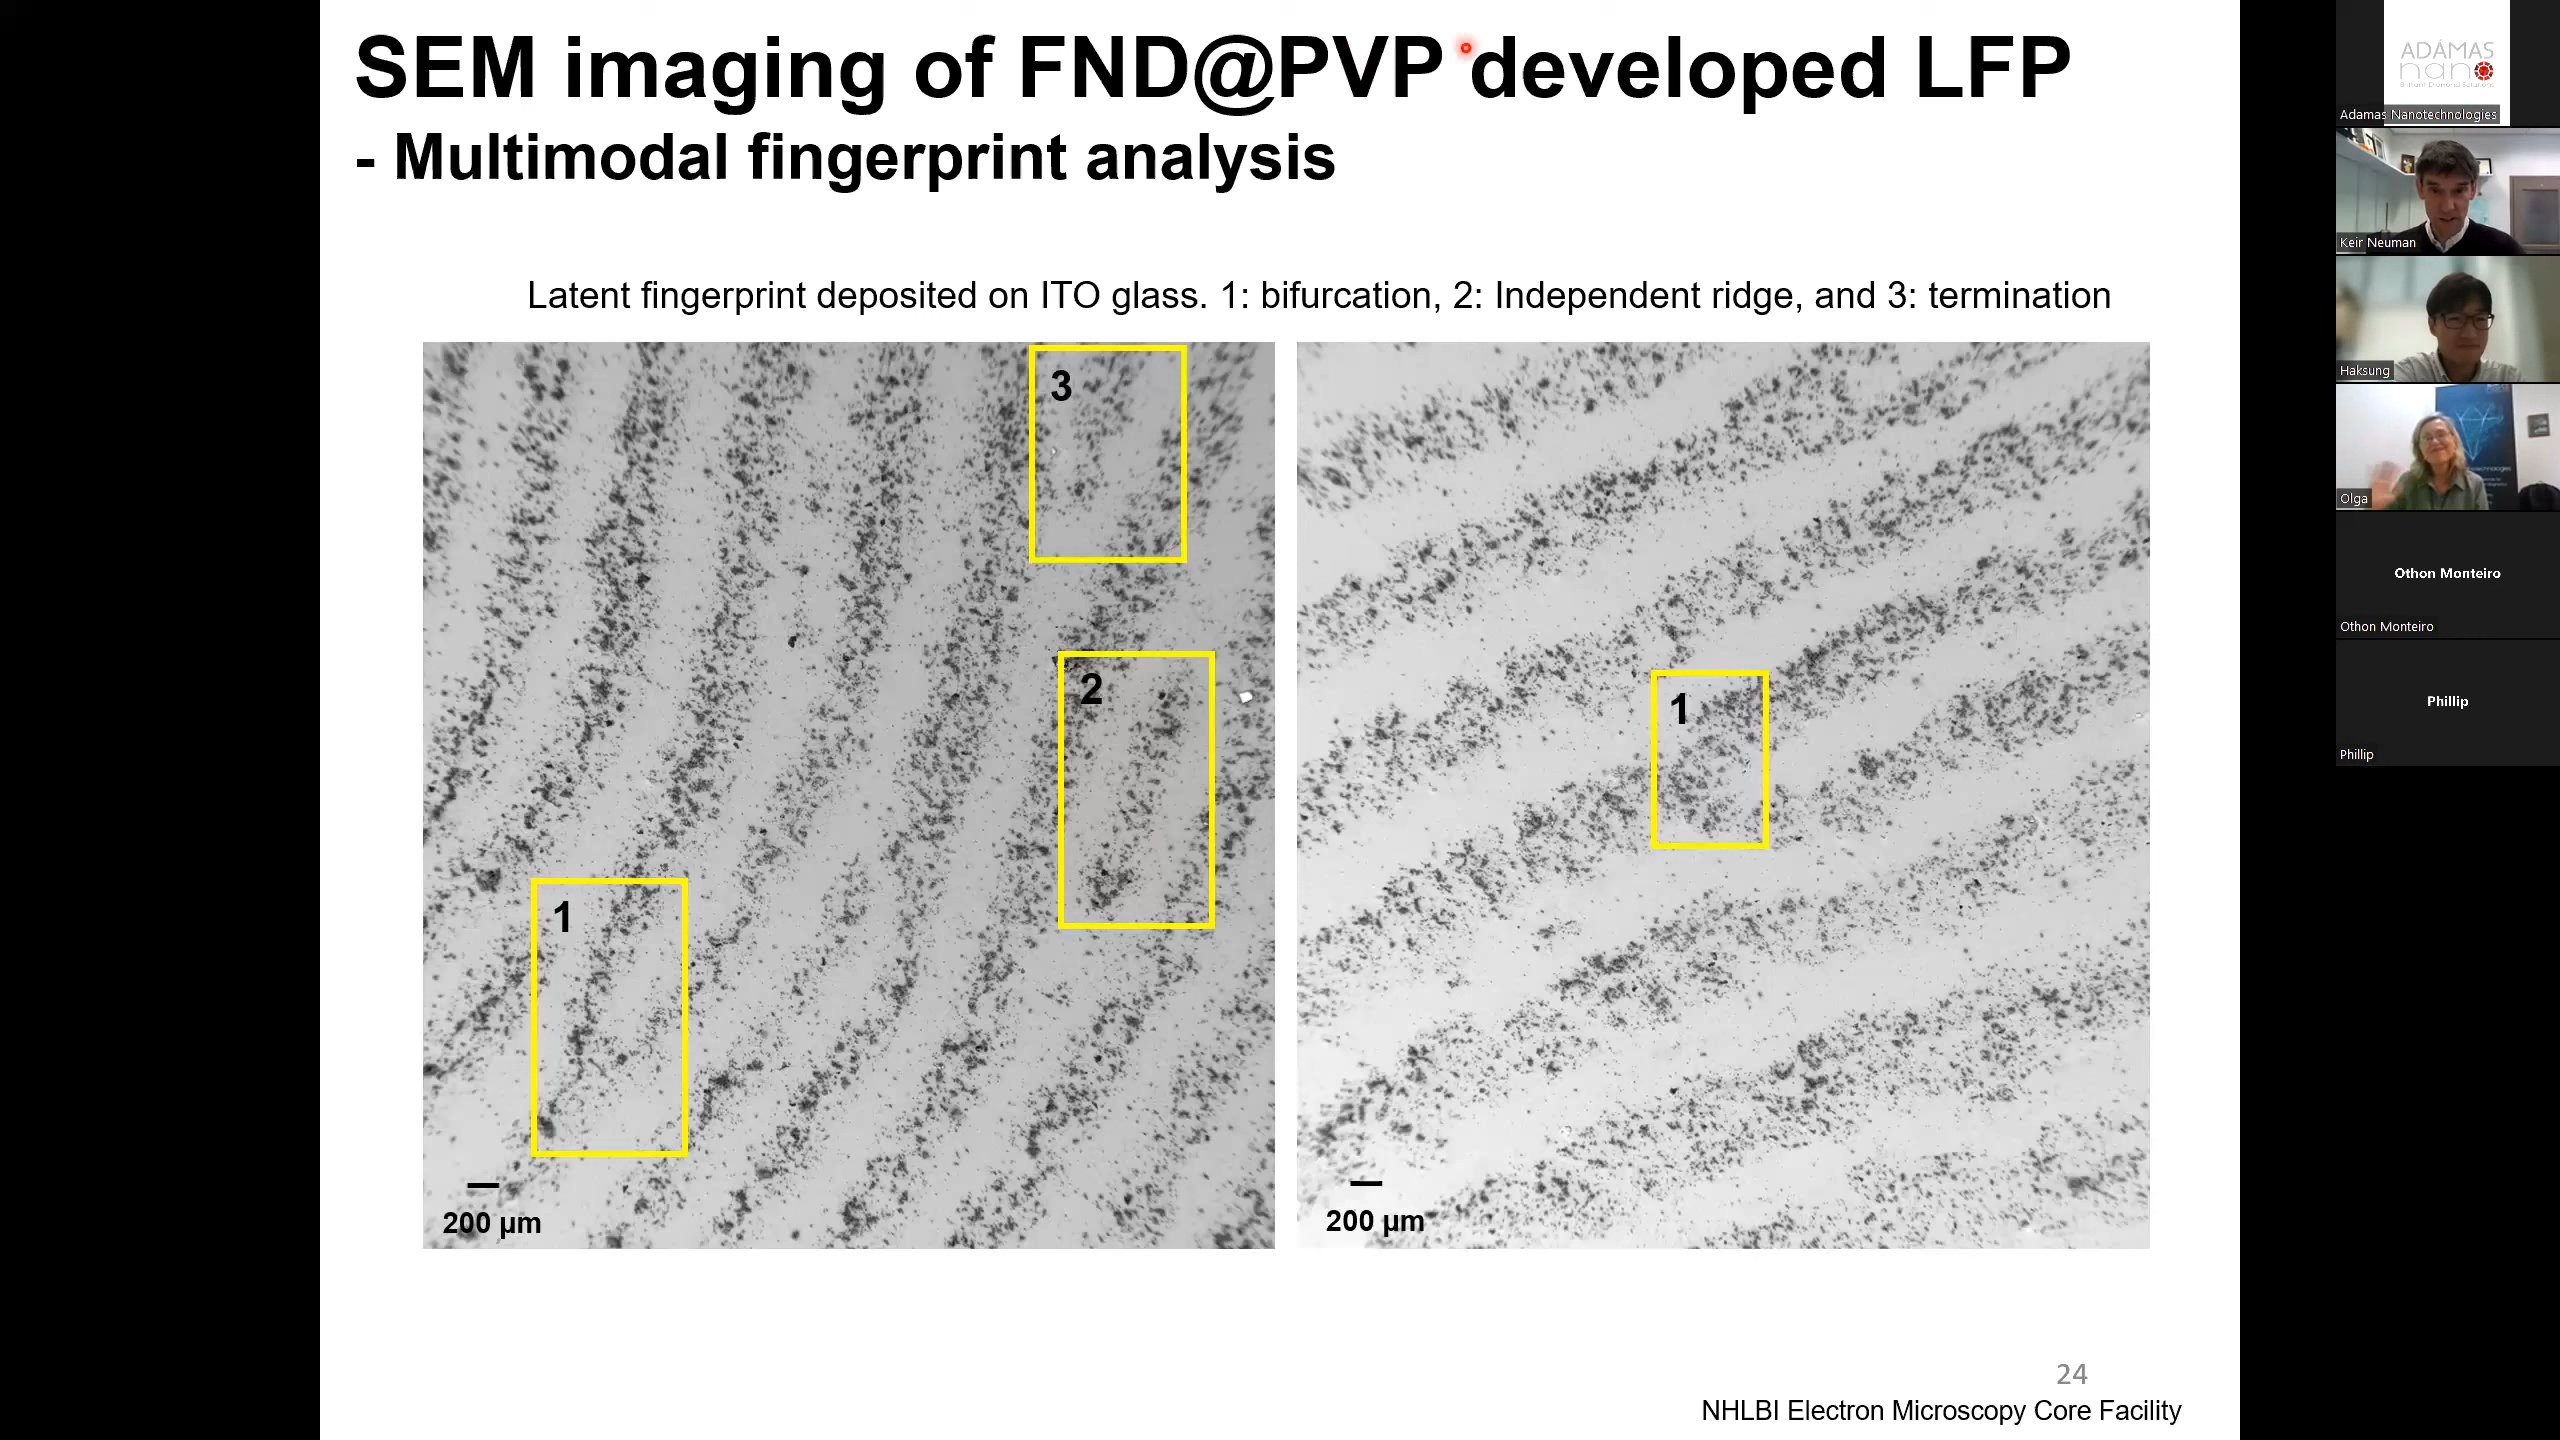 SEM imaging of FND@PVP developed LFP
- Multimodal fingerprint analysis
Latent fingerprint deposited on ITO glass. 1: bifurcation, 2: Independent ridge, and 3: termination
3
2
1
200 µm
1
200 µm
24
NHLBI Electron Microscopy Core Facility
ADÁMAS
nano
Adamas Nanotechnologies
Keir Neuman
Haksung
Olga
Othon Monteiro
Othon Monteiro
Phillip
Phillip